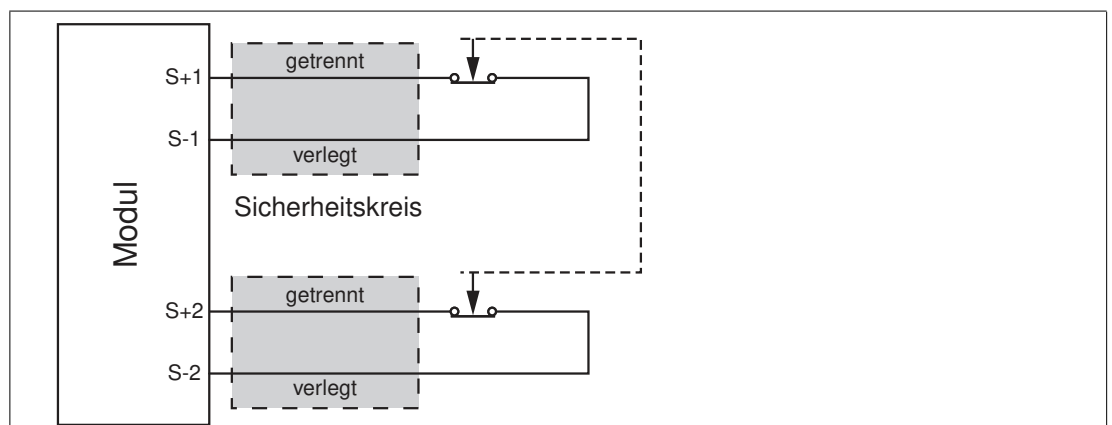 getrennt
S+1
S-1
verlegt
Sicherheitskreis
Modul
getrennt
S+2
S-2
verlegt